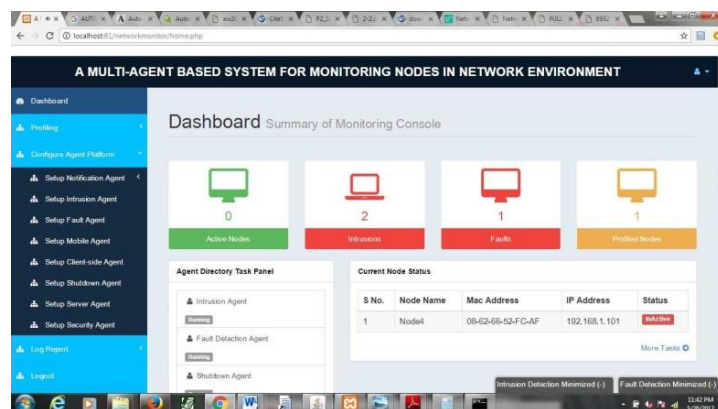 localhost:81/networkmonitor/home.php
A MULTI-AGENT BASED SYSTEM FOR MONITORING NODES IN NETWORK ENVIRONMENT
Dashboard
Profiling
Configure Agent Platform
Setup Notification Agent
Setup Intrusion Agent
Setup Fault Agent
Setup Mobile Agent
Setup Client-side Agent
Setup Shutdown Agent
Setup Server Agent
Setup Security Agent
Log Report
Logout
Dashboard Summary of Monitoring Console
0
Active Nodes
2
Intrusions
1
Faults
1
Profiled Nodes
Agent Directory Task Panel
Intrusion Agent
Running
Fault Detection Agent
Running
Shutdown Agent
Current Node Status
S No. Node Name Mac Address IP Address Status
1 Node4 08-62-66-52-FC-AF 192.168.1.101 InActive
More Tasks
Intrusion Detection Minimized (-) Fault Detection Minimized (-)
11:42 PM